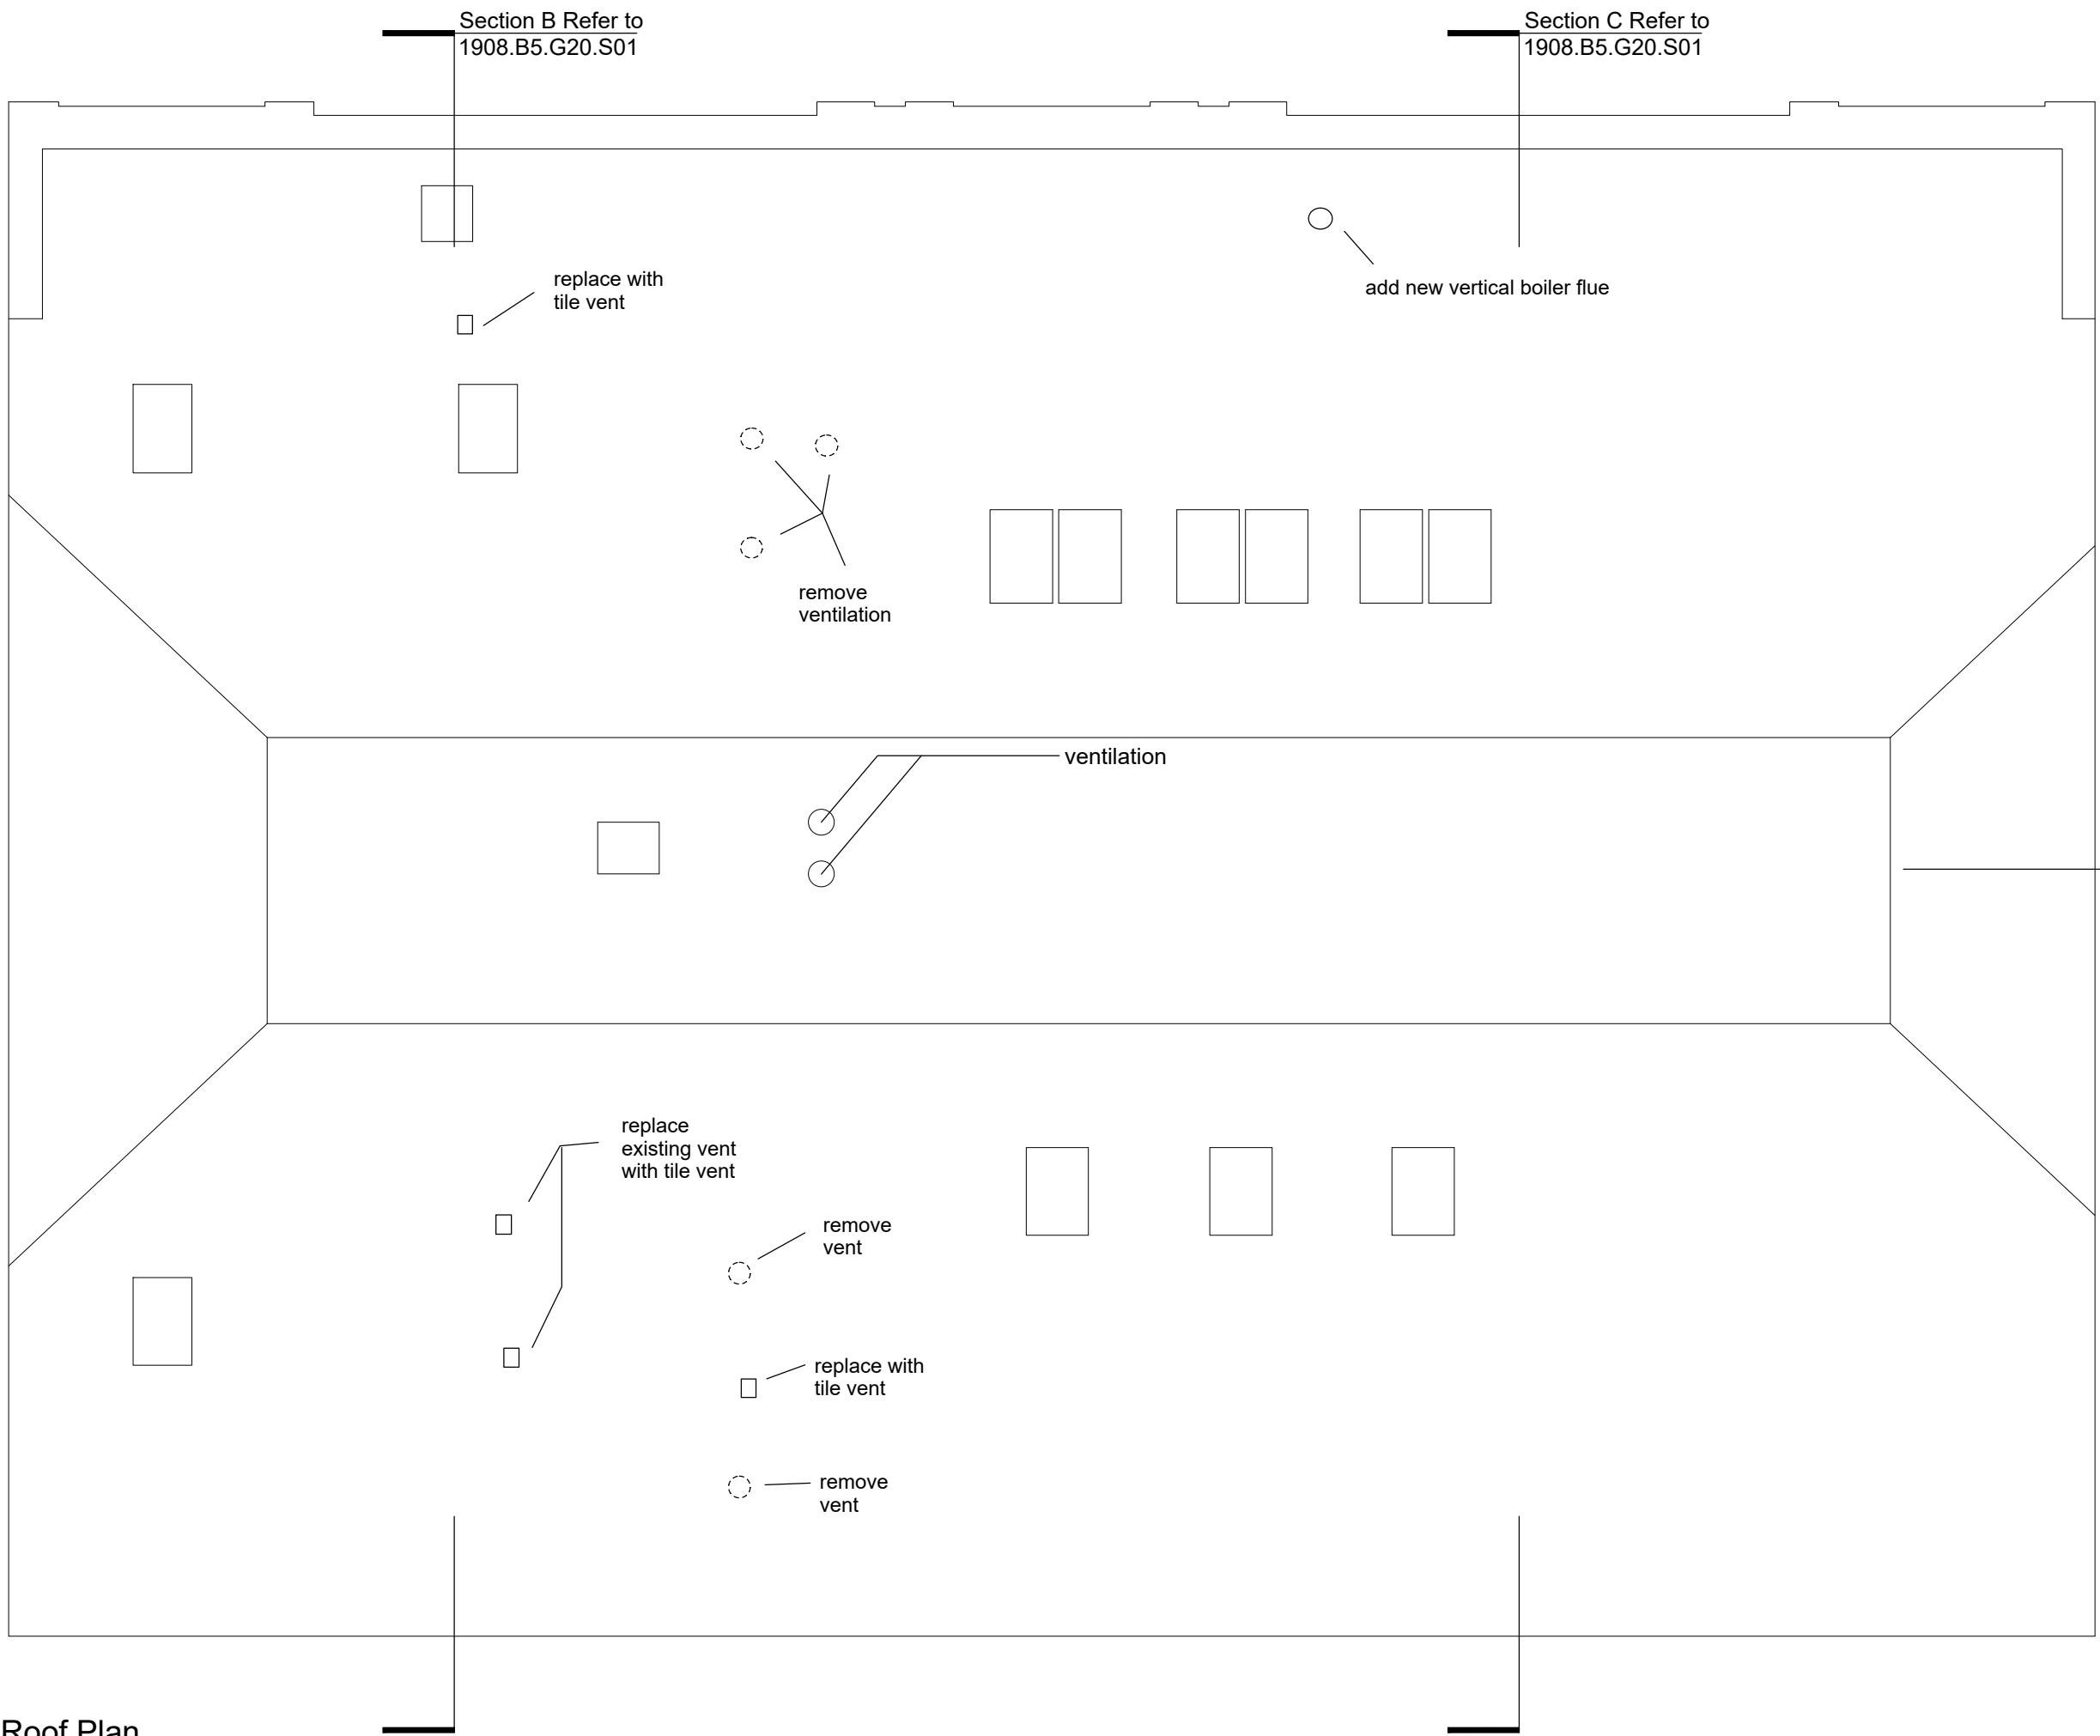 Section B Refer to
1908.B5.G20.S01
Section C Refer to
1908.B5.G20.S01
replace with
tile vent
add new vertical boiler flue
remove
ventilation
ventilation
replace
existing vent
with tile vent
remove
vent
replace with
tile vent
remove
vent
Roof Plan